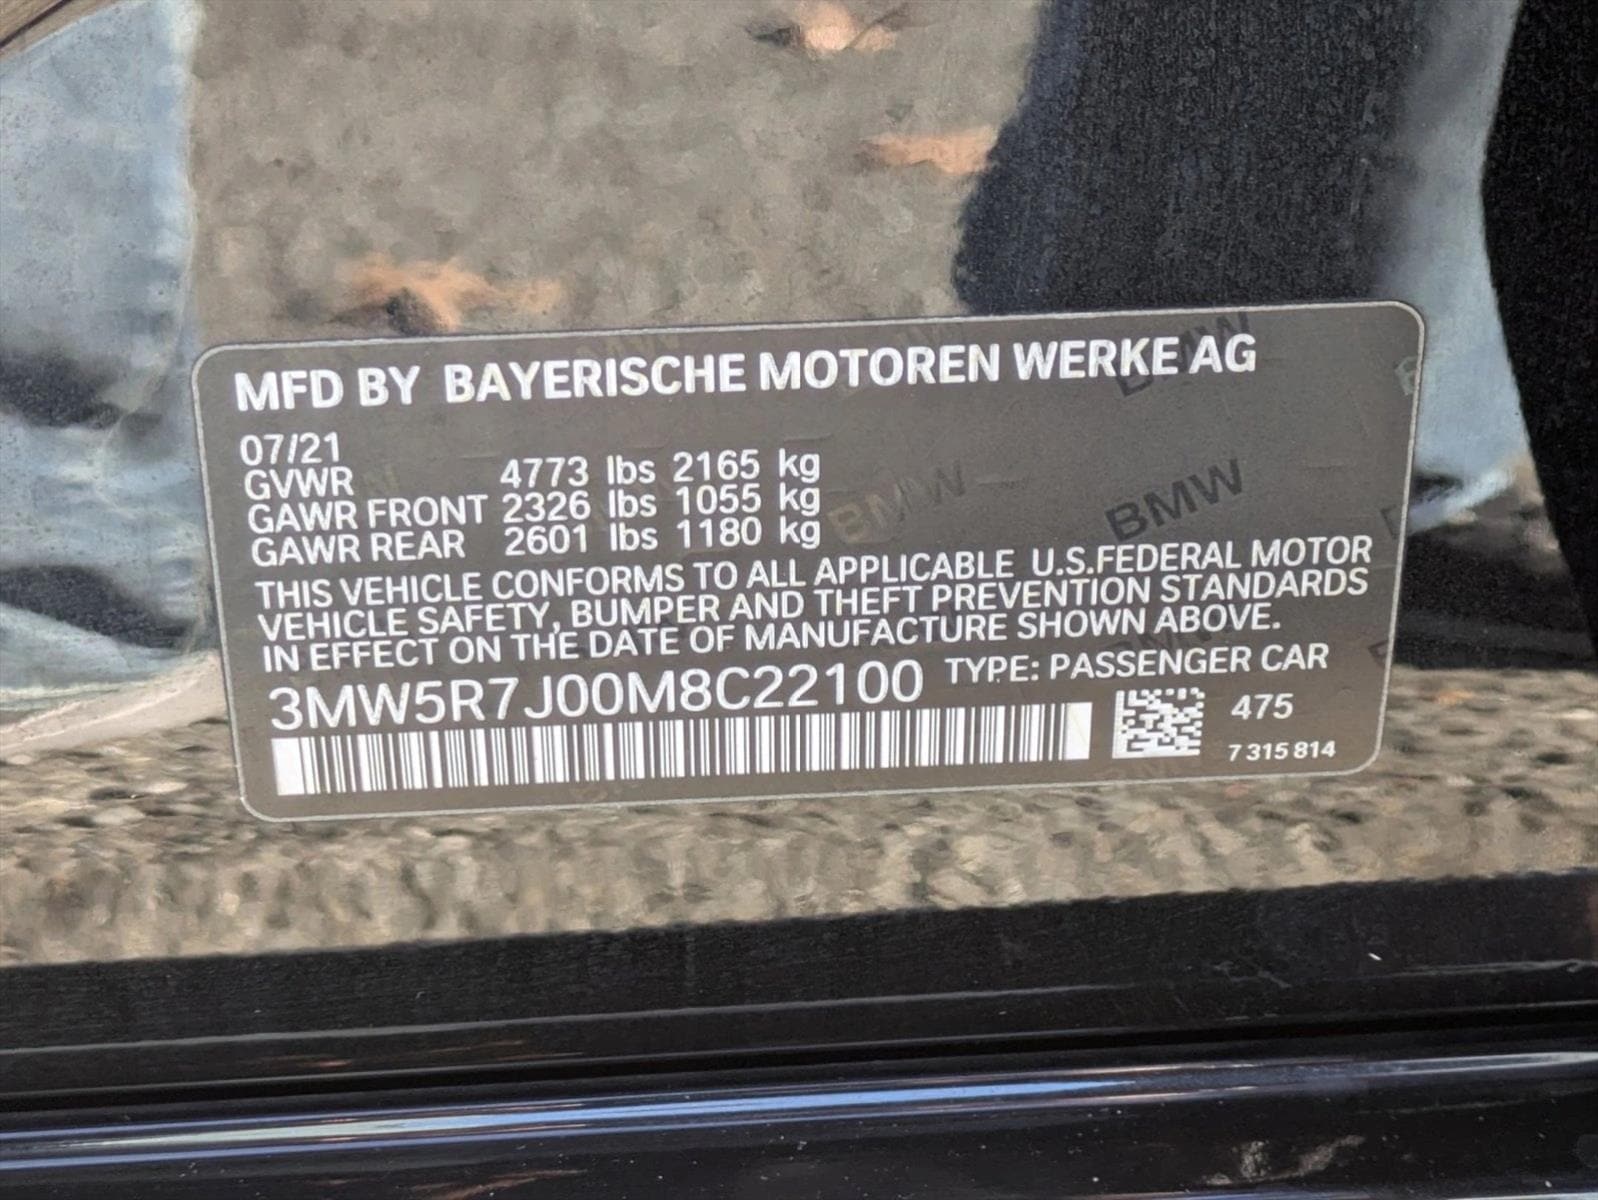 MFD BY BAYERISCHE MOTOREN WERKE AG
07/21
GVWR 4773 lbs 2165 kg
GAWR FRONT 2326 lbs 1055 kg
GAWR REAR 2601 lbs 1180 kg
THIS VEHICLE CONFORMS TO ALL APPLICABLE U.S.FEDERAL MOTOR
VEHICLE SAFETY, BUMPER AND THEFT PREVENTION STANDARDS
IN EFFECT ON THE DATE OF MANUFACTURE SHOWN ABOVE.
3MW5R7J00M8C22100 TYPE: PASSENGER CAR
475
7 315 814
BMW
BMW
BMW